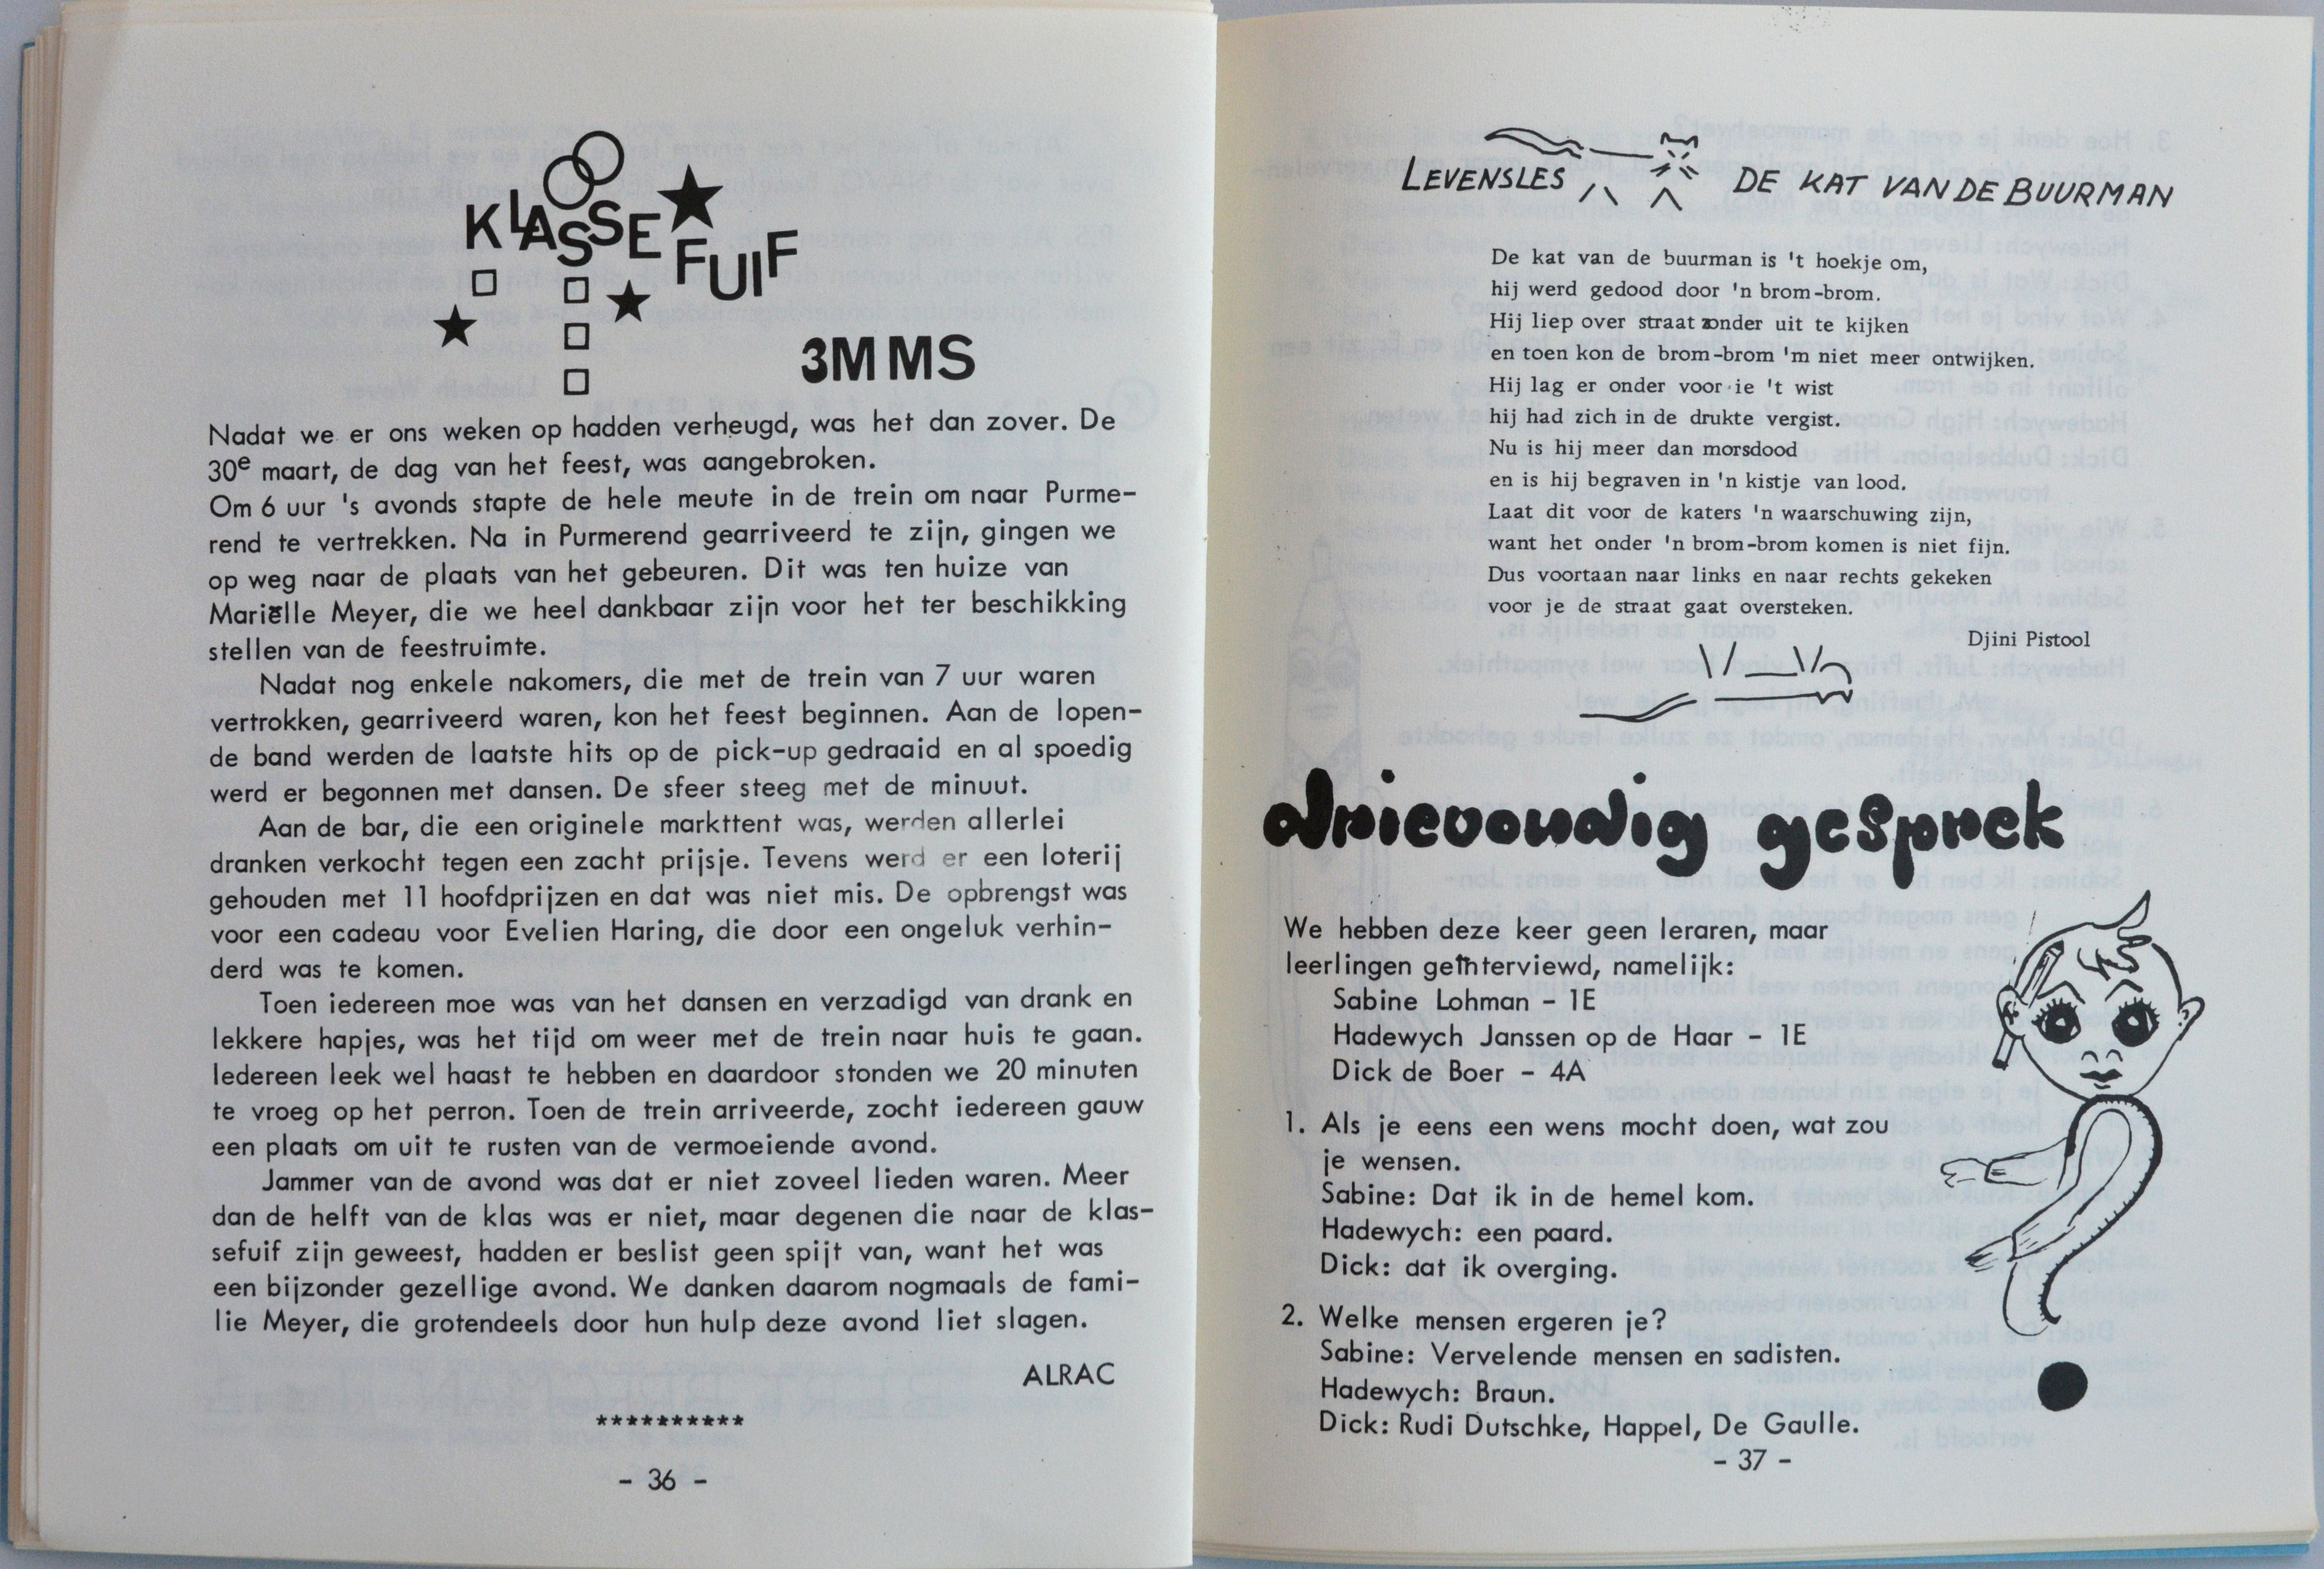 KLASSE FUIF
3MMS
Nadat we er ons weken op hadden verheugd, was het dan zover. De
30e maart, de dag van het feest, was aangebroken.
Om 6 uur 's avonds stapte de hele meute in de trein om naar Purme-
rend te vertrekken. Na in Purmerend gearriveerd te zijn, gingen we
op weg naar de plaats van het gebeuren. Dit was ten huize van
Mariëlle Meyer, die we heel dankbaar zijn voor het ter beschikking
stellen van de feestruimte.
Nadat nog enkele nakomers, die met de trein van 7 uur waren
vertrokken, gearriveerd waren, kon het feest beginnen. Aan de lopen-
de band werden de laatste hits op de pick-up gedraaid en al spoedig
werd er begonnen met dansen. De sfeer steeg met de minuut.
Aan de bar, die een originele markttent was, werden allerlei
dranken verkocht tegen een zacht prijsje. Tevens werd er een loterij
gehouden met 11 hoofdprijzen en dat was niet mis. De opbrengst was
voor een cadeau voor Evelien Haring, die door een ongeluk verhin-
derd was te komen.
Toen iedereen moe was van het dansen en verzadigd van drank en
lekkere hapjes, was het tijd om weer met de trein naar huis te gaan.
Iedereen leek wel haast te hebben en daardoor stonden we 20 minuten
te vroeg op het perron. Toen de trein arriveerde, zocht iedereen gauw
een plaats om uit te rusten van de vermoeiende avond.
Jammer van de avond was dat er niet zoveel lieden waren. Meer
dan de helft van de klas was er niet, maar degenen die naar de klas-
sefuif zijn geweest, hadden er beslist geen spijt van, want het was
een bijzonder gezellige avond. We danken daarom nogmaals de fami-
lie Meyer, die grotendeels door hun hulp deze avond liet slagen.
ALRAC
**********
- 36 -
LEVENSLES DE KAT VAN DE BUURMAN
De kat van de buurman is 't hoekje om,
hij werd gedood door 'n brom-brom.
Hij liep over straat zonder uit te kijken
en toen kon de brom-brom 'm niet meer ontwijken.
Hij lag er onder voor ie 't wist
hij had zich in de drukte vergist.
Nu is hij meer dan morsdood
en is hij begraven in 'n kistje van lood.
Laat dit voor de katers 'n waarschuwing zijn,
want het onder 'n brom-brom komen is niet fijn.
Dus voortaan naar links en naar rechts gekeken
voor je de straat gaat oversteken.
Djini Pistool
drievoudig gesprek
We hebben deze keer geen leraren, maar
leerlingen geïnterviewd, namelijk:
Sabine Lohman - 1E
Hadewych Janssen op de Haar - 1E
Dick de Boer - 4A
1. Als je eens een wens mocht doen, wat zou
je wensen.
Sabine: Dat ik in de hemel kom.
Hadewych: een paard.
Dick: dat ik overging.
2. Welke mensen ergeren je?
Sabine: Vervelende mensen en sadisten.
Hadewych: Braun.
Dick: Rudi Dutschke, Happel, De Gaulle.
- 37 -